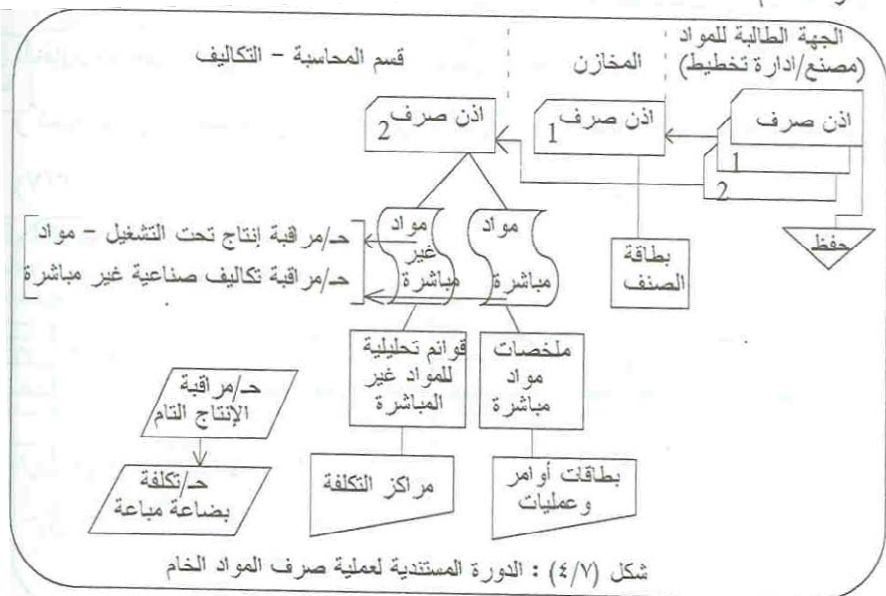 الجهة الطالبة للمواد
(مصنع/ادارة تخطيط)
المخازن
قسم المحاسبة – التكاليف
اذن صرف
1
2
اذن صرف
1
اذن صرف
2
حفظ
بطاقة
الصنف
مواد
مباشرة
مواد
غير
مباشرة
حـ/مراقبة إنتاج تحت التشغيل – مواد
حـ/مراقبة تكاليف صناعية غير مباشرة
ملخصات
مواد
مباشرة
قوائم تحليلية
للمواد غير
المباشرة
حـ/مراقبة
الإنتاج التام
بطاقات أوامر
وعمليات
مراكز التكلفة
حـ/تكلفة
بضاعة مباعة
شكل (٤/٧) : الدورة المستندية لعملية صرف المواد الخام